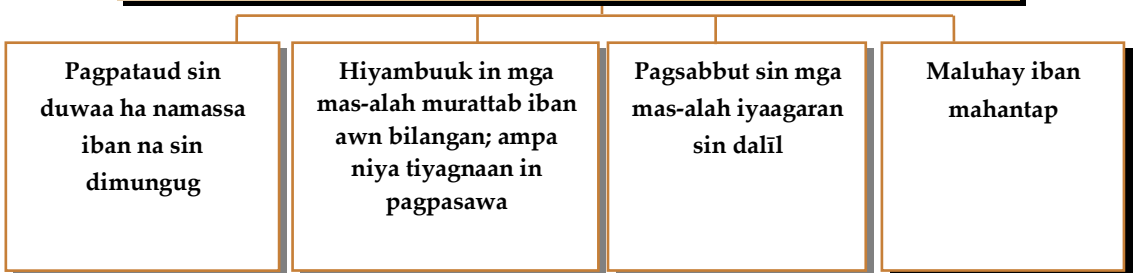 Pagpataud sin
duwaa ha namassa
iban na sin
dimungug
Hiyambuuk in mga
mas-alah murattab iban
awn bilangan; ampa
niya tiyagnaan in
pagpasawa
Pagsabbut sin mga
mas-alah iyaagaran
sin dalīl
Maluhay iban
mahantap